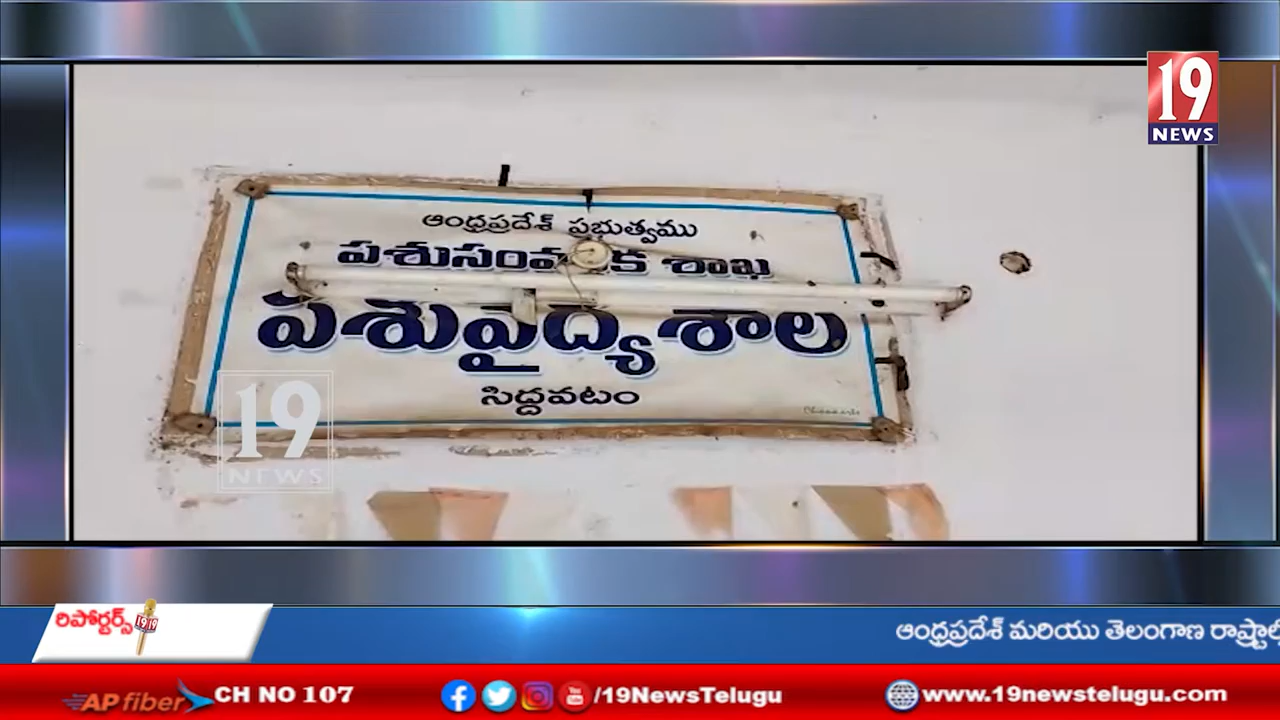 19
NEWS
ఆంధ్రప్రదేశ్ ప్రభుత్వము
శాఖ
పశువైద్యశాల
సిద్దవటం
19
NEWS
రిపోర్టర్స్ 19
ఆంధ్రప్రదేశ్ మరియు తెలంగాణ
AP fiber CH NO 107
/19NewsTelugu
www.19newstelugu.com